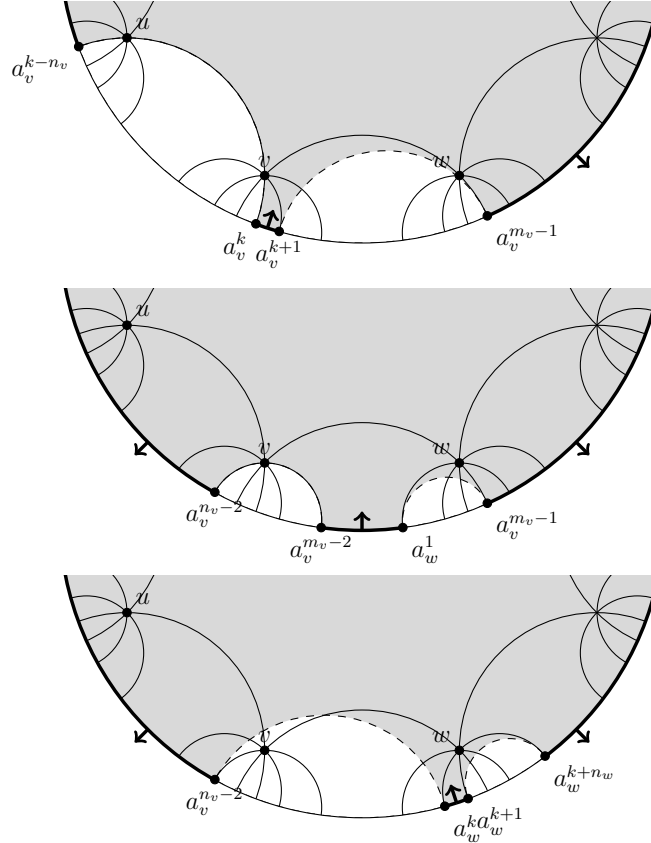 u
a_v^{k-n_v}
v
w
a_v^k
a_v^{k+1}
a_v^{m_v-1}
u
v
w
a_v^{n_v-2}
a_v^{m_v-2}
a_w^1
a_v^{m_v-1}
u
v
w
a_v^{n_v-2}
a_w^k
a_w^{k+1}
a_w^{k+n_w}